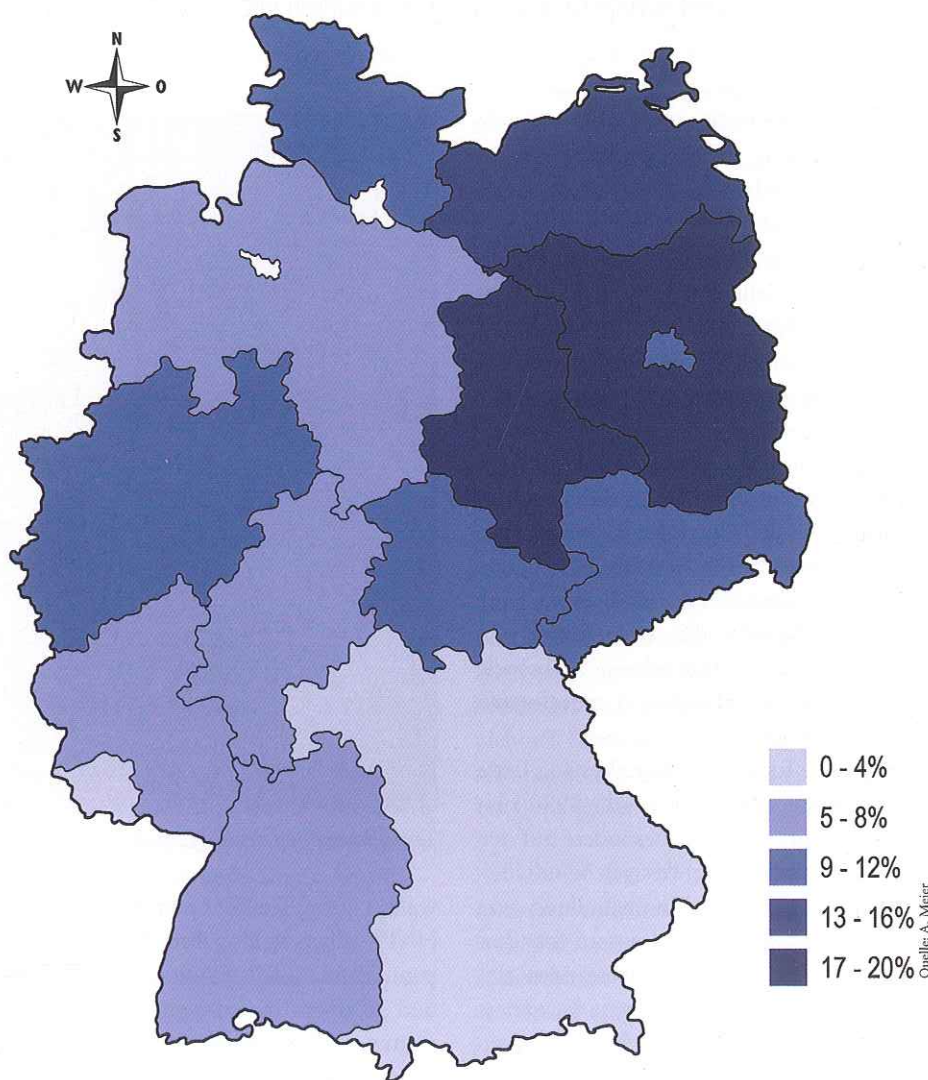 N
W O
S
0 - 4%
5 - 8%
9 - 12%
13 - 16%
17 - 20%
Quelle: A. Meier